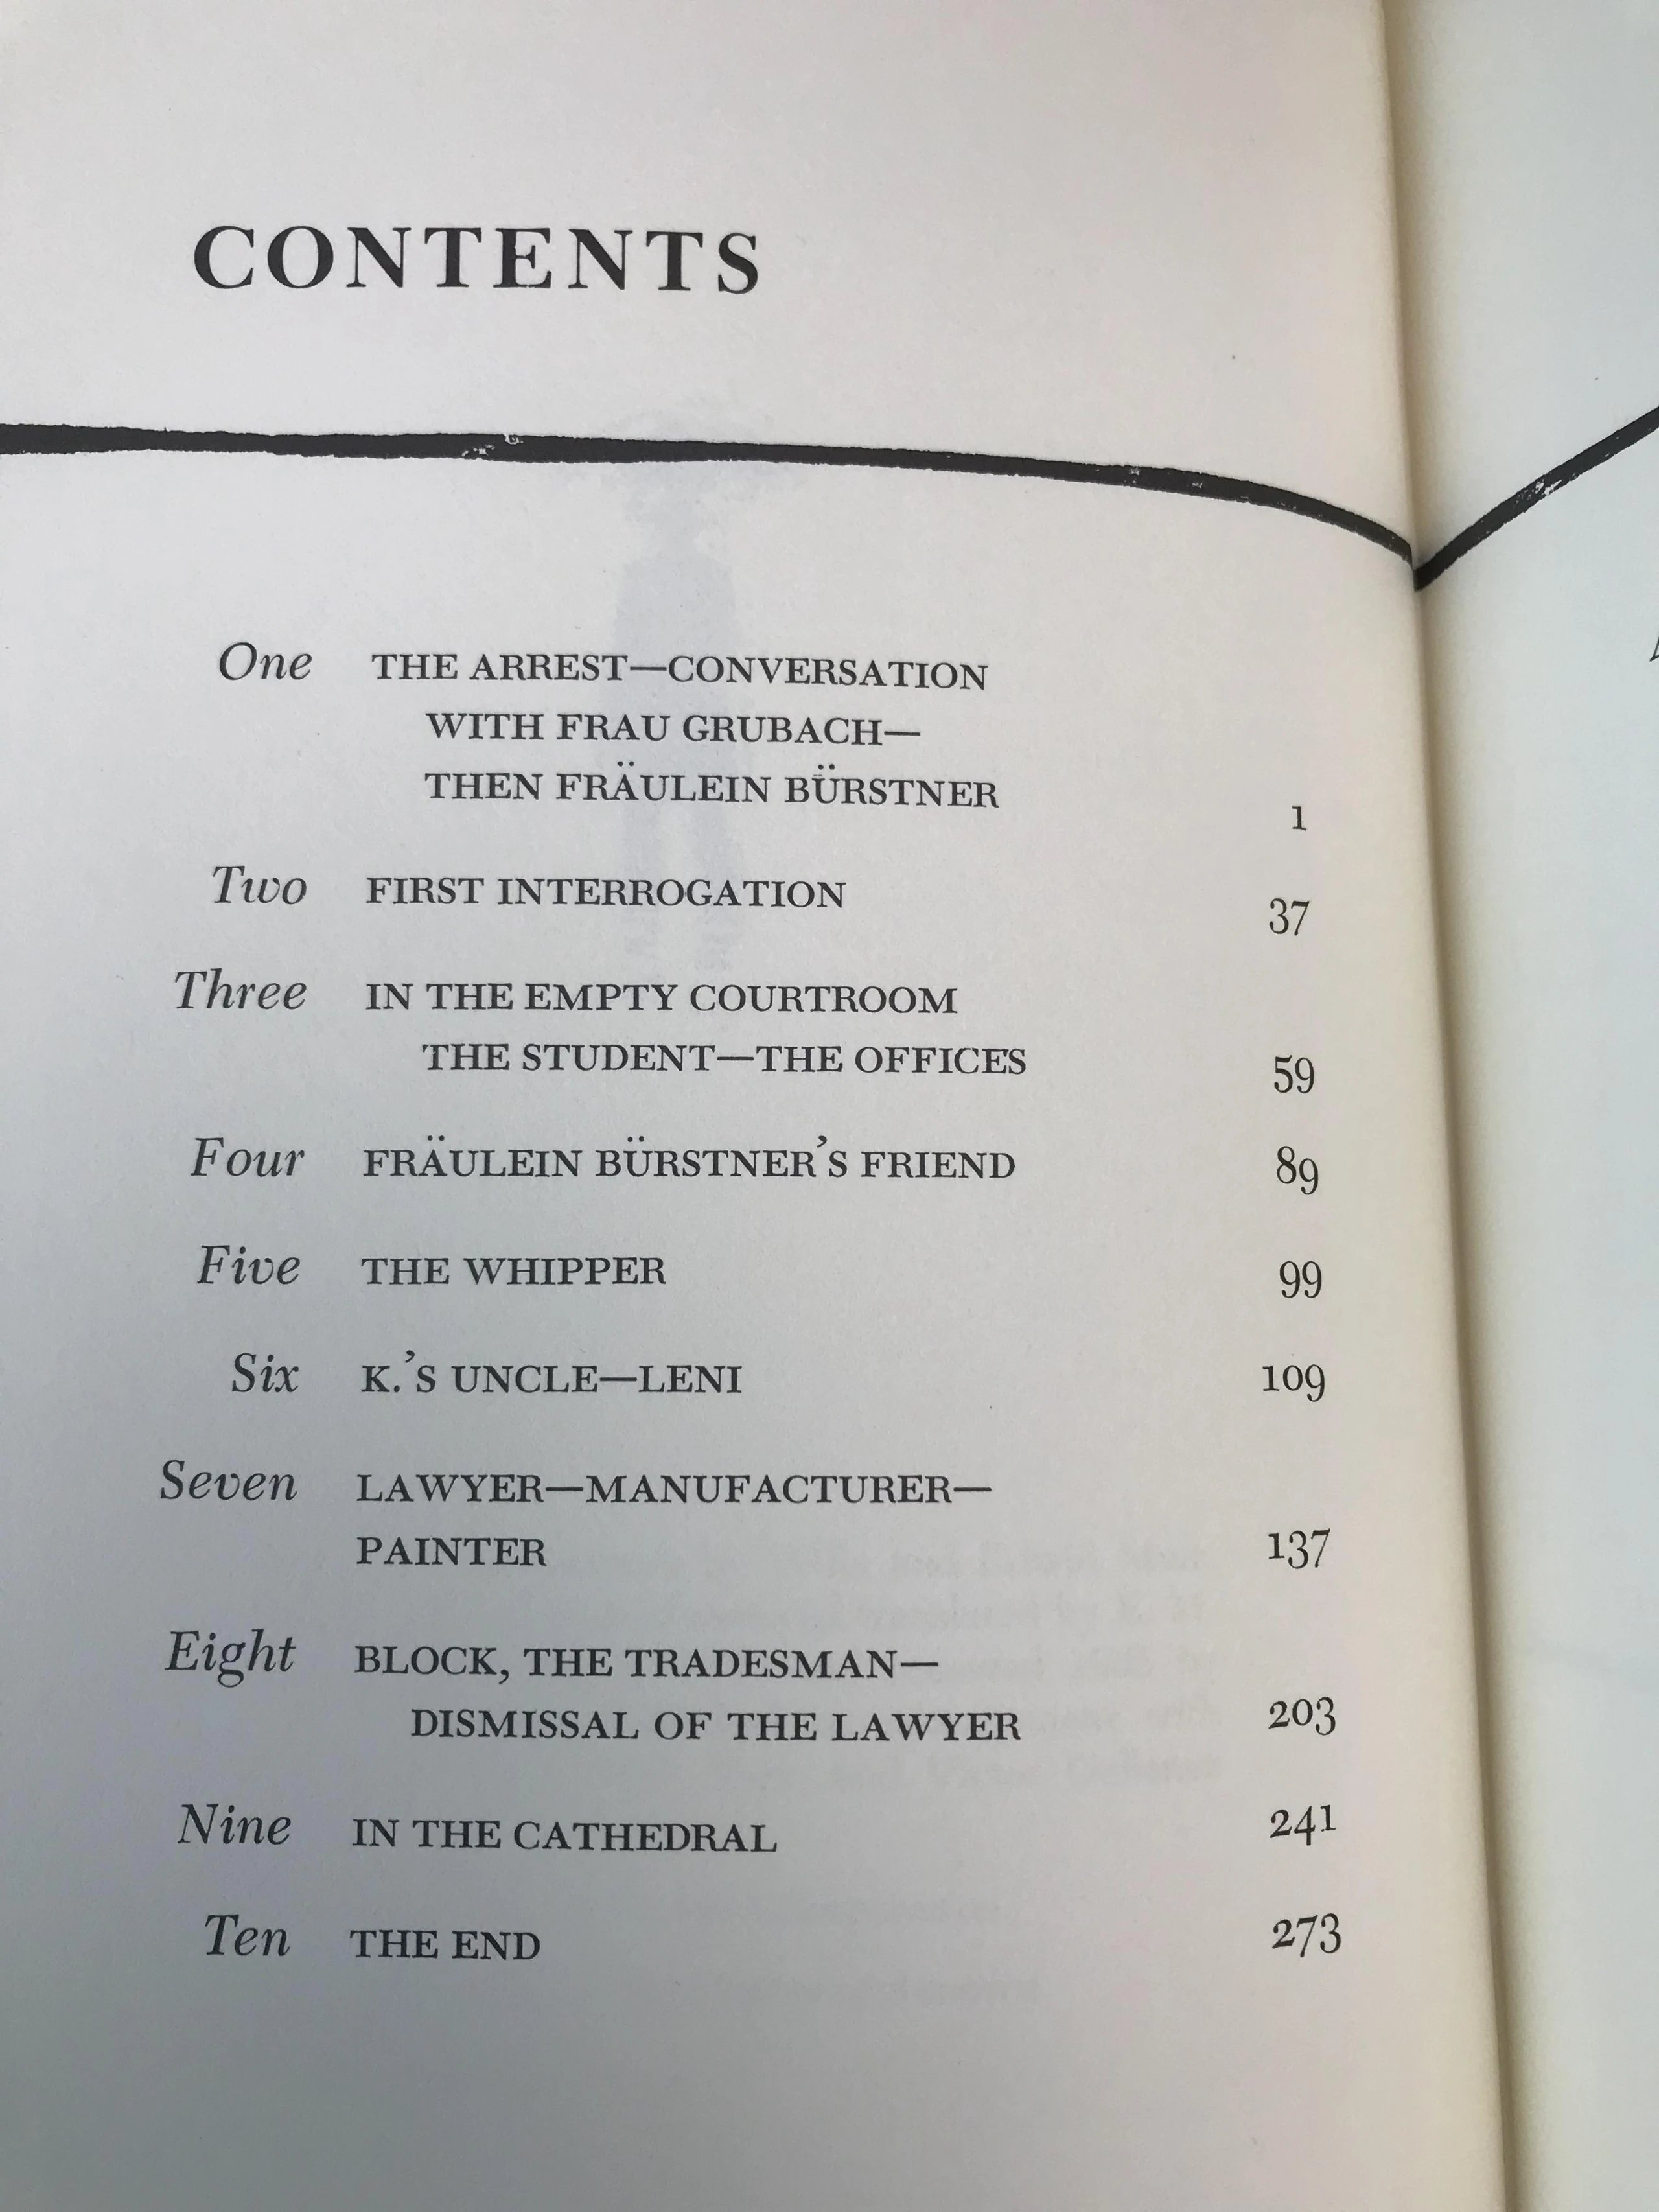 CONTENTS
One THE ARREST—CONVERSATION
WITH FRAU GRUBACH—
THEN FRÄULEIN BÜRSTNER 1
Two FIRST INTERROGATION 37
Three IN THE EMPTY COURTROOM
THE STUDENT—THE OFFICES 59
Four FRÄULEIN BÜRSTNER'S FRIEND 89
Five THE WHIPPER 99
Six K.'S UNCLE—LENI 109
Seven LAWYER—MANUFACTURER—
PAINTER 137
Eight BLOCK, THE TRADESMAN—
DISMISSAL OF THE LAWYER 203
Nine IN THE CATHEDRAL 241
Ten THE END 273